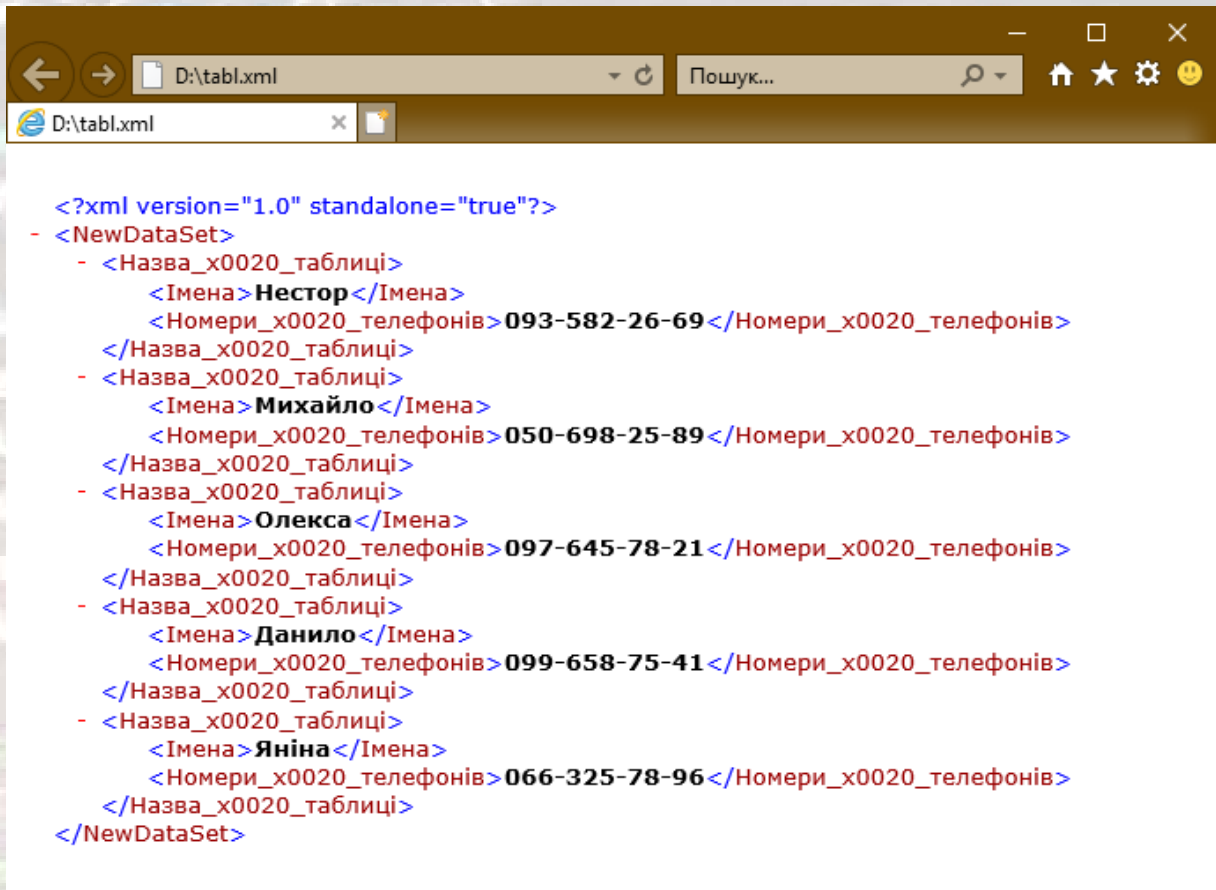 D:\tabl.xml
Пошук...
D:\tabl.xml
<?xml version="1.0" standalone="true"?>
- <NewDataSet>
- <Назва_x0020_таблиці>
<Імена>Нестор</Імена>
<Номери_x0020_телефонів>093-582-26-69</Номери_x0020_телефонів>
</Назва_x0020_таблиці>
- <Назва_x0020_таблиці>
<Імена>Михайло</Імена>
<Номери_x0020_телефонів>050-698-25-89</Номери_x0020_телефонів>
</Назва_x0020_таблиці>
- <Назва_x0020_таблиці>
<Імена>Олекса</Імена>
<Номери_x0020_телефонів>097-645-78-21</Номери_x0020_телефонів>
</Назва_x0020_таблиці>
- <Назва_x0020_таблиці>
<Імена>Данило</Імена>
<Номери_x0020_телефонів>099-658-75-41</Номери_x0020_телефонів>
</Назва_x0020_таблиці>
- <Назва_x0020_таблиці>
<Імена>Яніна</Імена>
<Номери_x0020_телефонів>066-325-78-96</Номери_x0020_телефонів>
</Назва_x0020_таблиці>
</NewDataSet>